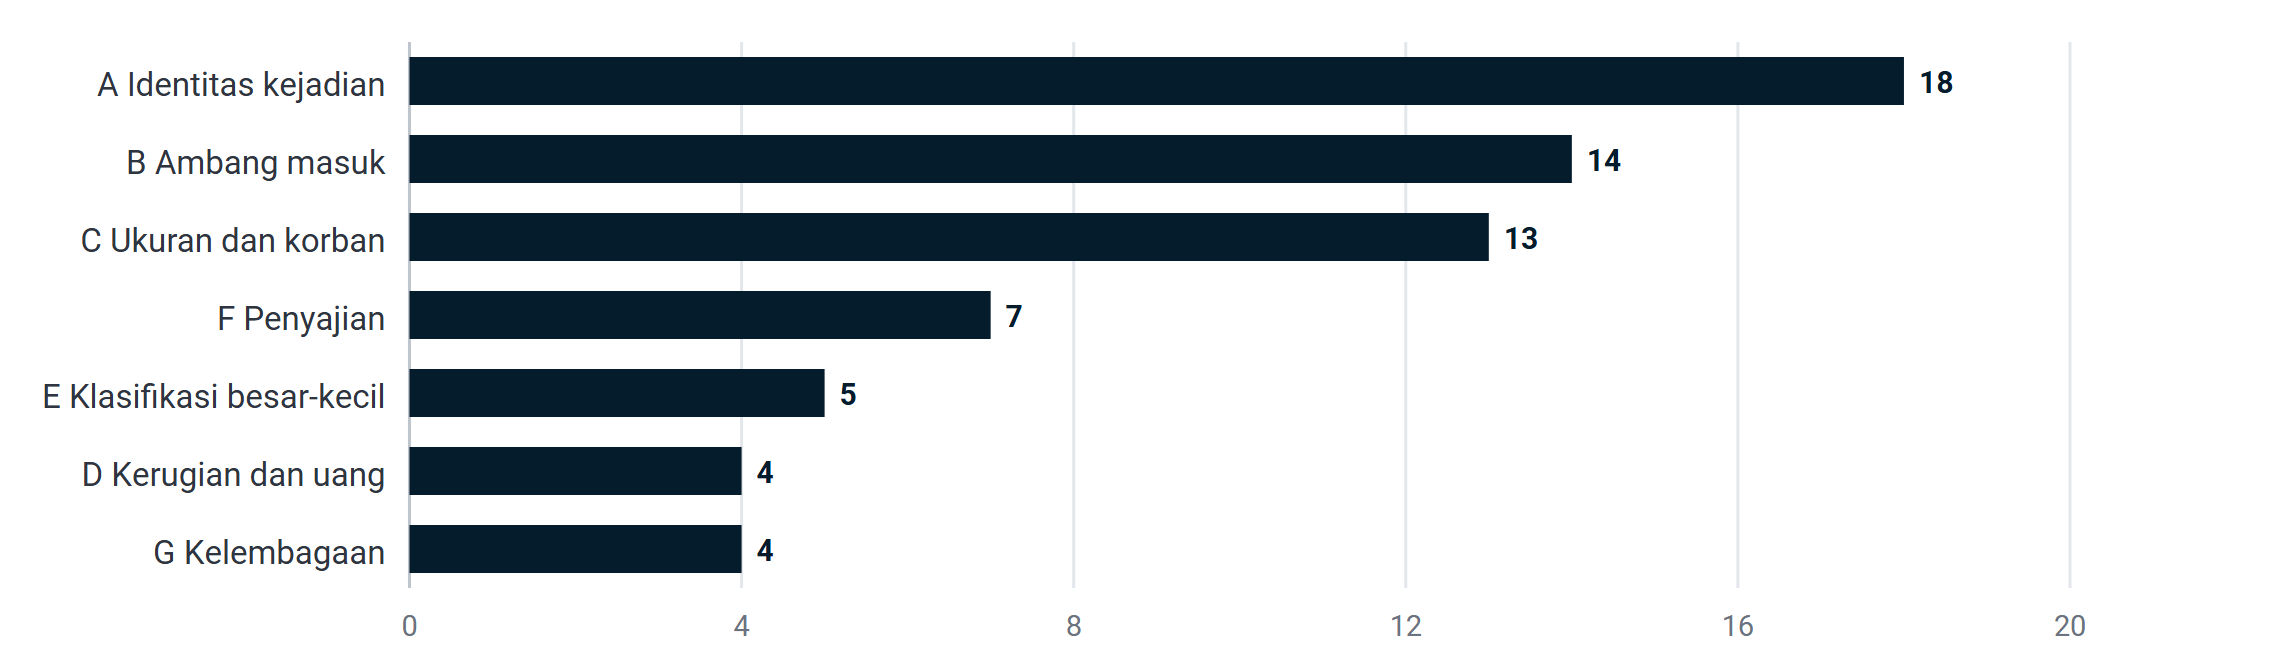 A Identitas kejadian 18
B Ambang masuk 14
C Ukuran dan korban 13
F Penyajian 7
E Klasifikasi besar-kecil 5
D Kerugian dan uang 4
G Kelembagaan 4
0 4 8 12 16 20